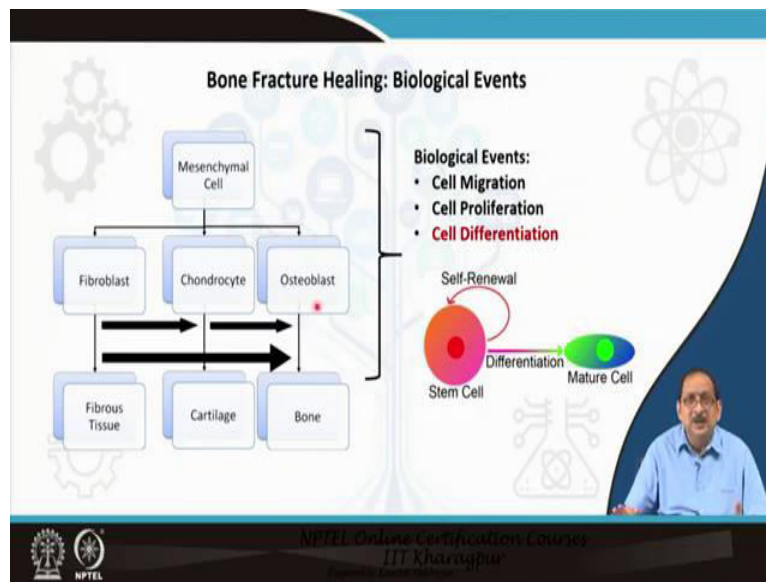 Bone Fracture Healing: Biological Events
Mesenchymal
Cell
Fibroblast
Chondrocyte
Osteoblast
Fibrous
Tissue
Cartilage
Bone
Biological Events:
• Cell Migration
• Cell Proliferation
• Cell Differentiation
Self-Renewal
Differentiation
Stem Cell
Mature Cell
NPTEL
NPTEL Online Certification Courses
IIT Kharagpur